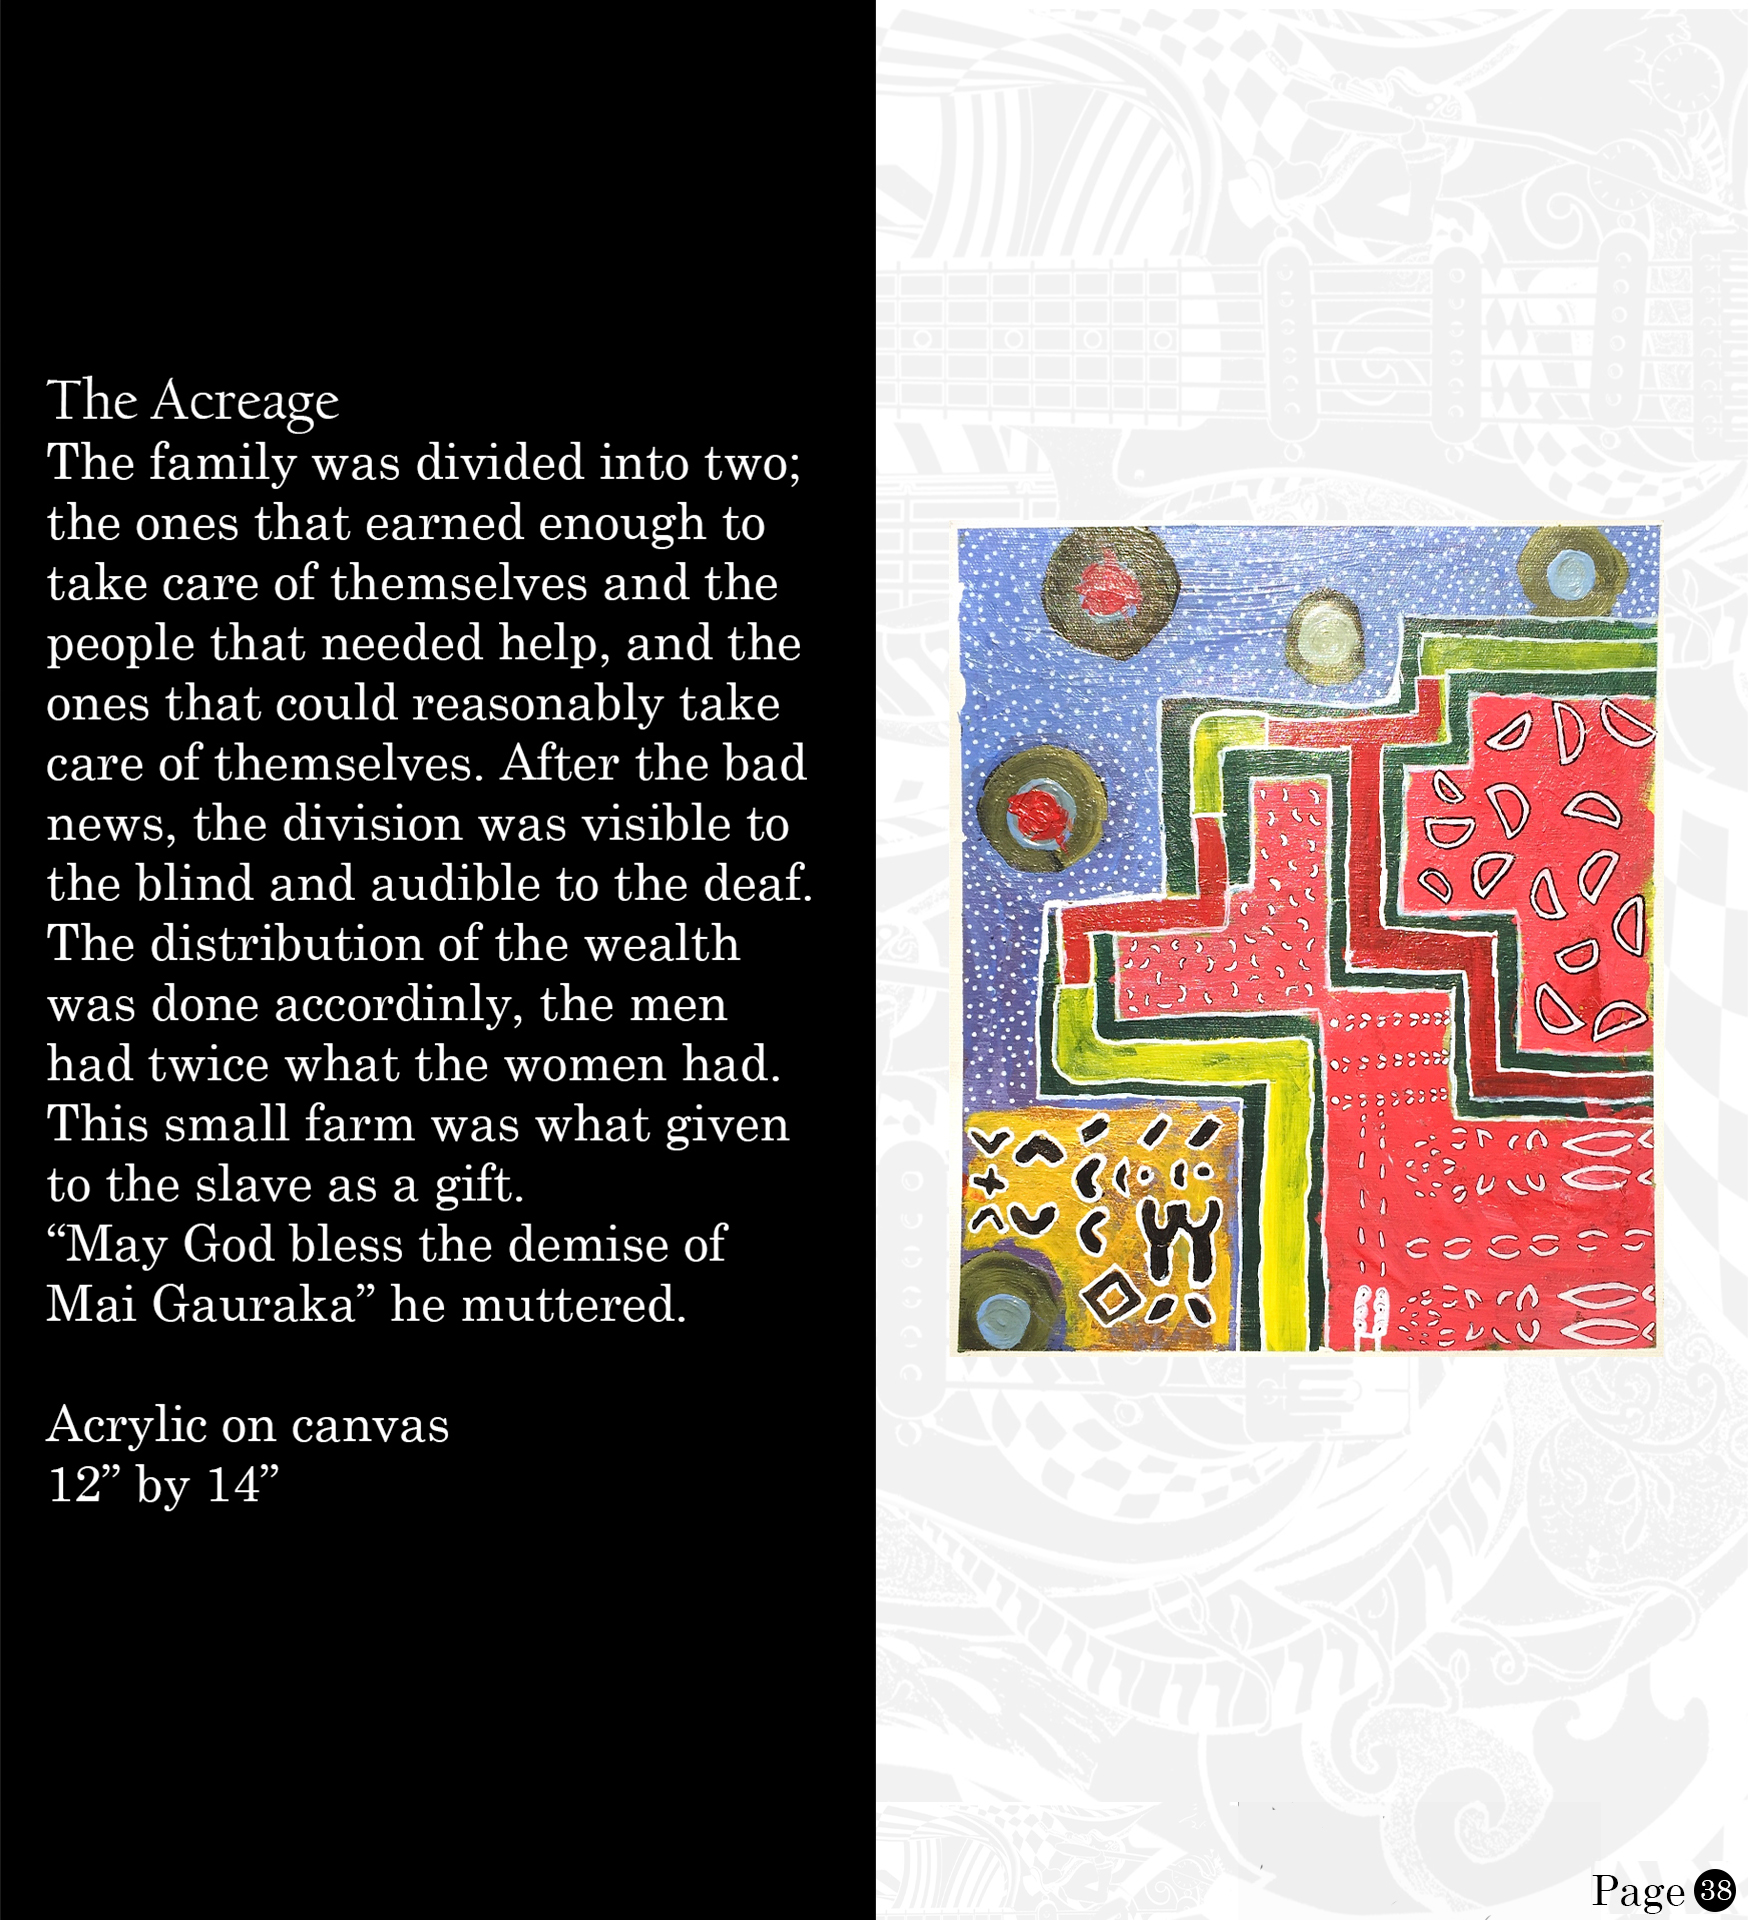 The Acreage
The family was divided into two;
the ones that earned enough to
take care of themselves and the
people that needed help, and the
ones that could reasonably take
care of themselves. After the bad
news, the division was visible to
the blind and audible to the deaf.
The distribution of the wealth
was done accordinly, the men
had twice what the women had.
This small farm was what given
to the slave as a gift.
“May God bless the demise of
Mai Gauraka” he muttered.
Acrylic on canvas
12” by 14”
Page 38